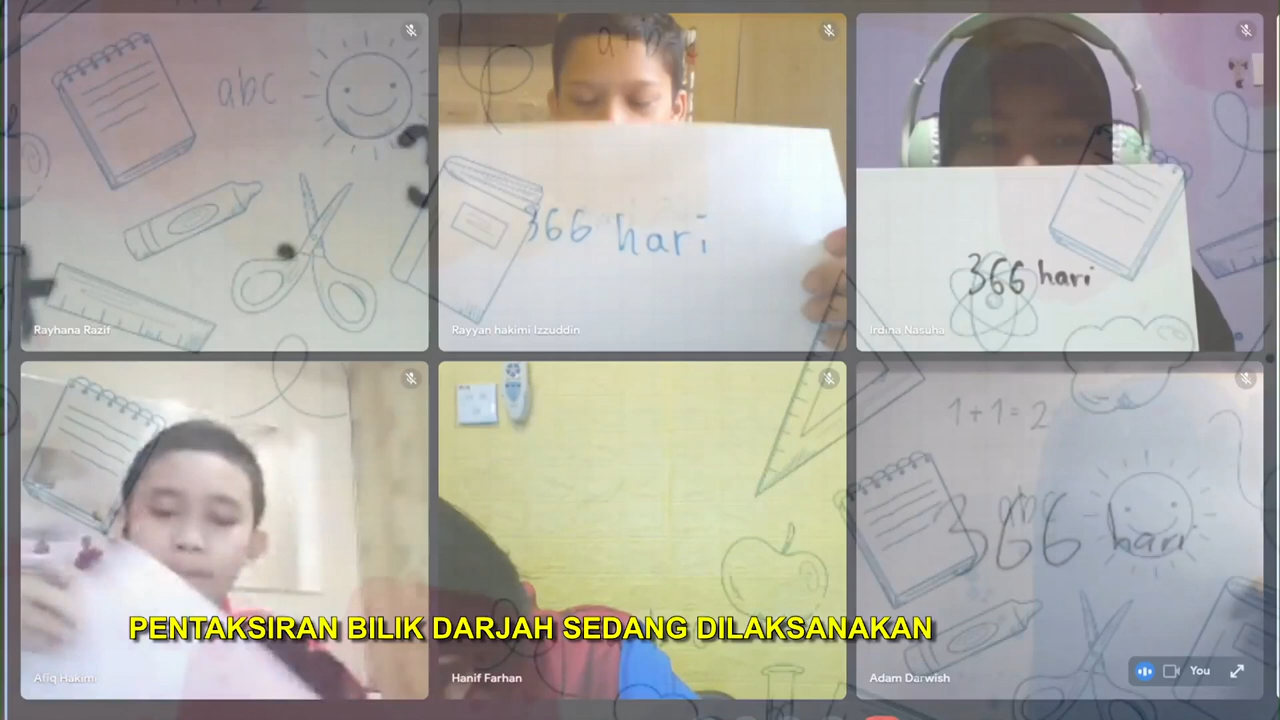 abc
a+b=c
366 hari
366 hari
Rayhana Razif
Rayyan hakimi Izzuddin
Irdina Nasuha
1+1=2
abc
366 hari
PENTAKSIRAN BILIK DARJAH SEDANG DILAKSANAKAN
Afiq Hakimi
Hanif Farhan
Adam Darwish
You